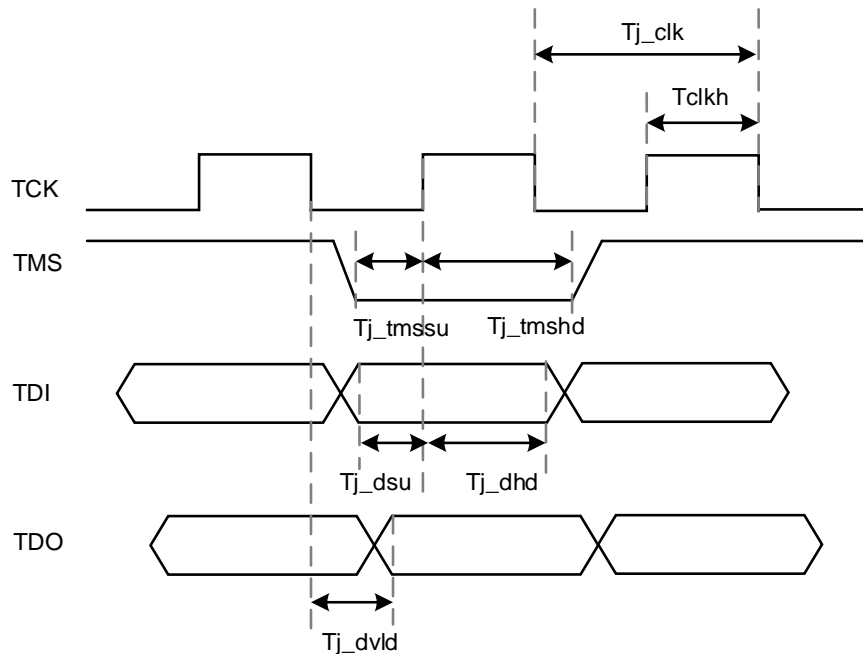 Tj_clk
Tclkh
TCK
TMS
Tj_tmssu
Tj_tmshd
TDI
Tj_dsu
Tj_dhd
TDO
Tj_dvld